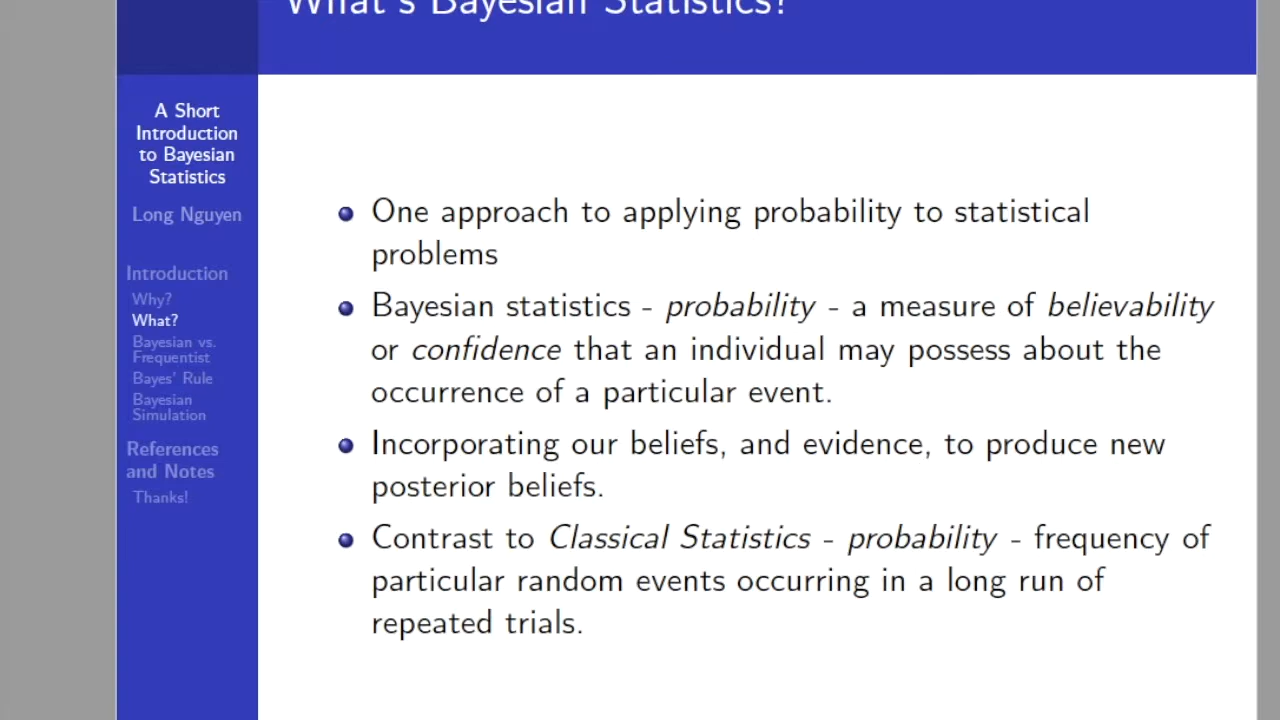 What's Bayesian Statistics?
A Short
Introduction
to Bayesian
Statistics
Long Nguyen
Introduction
Why?
What?
Bayesian vs.
Frequentist
Bayes' Rule
Bayesian
Simulation
References
and Notes
Thanks!
One approach to applying probability to statistical
problems
Bayesian statistics - probability - a measure of believability
or confidence that an individual may possess about the
occurrence of a particular event.
Incorporating our beliefs, and evidence, to produce new
posterior beliefs.
Contrast to Classical Statistics - probability - frequency of
particular random events occurring in a long run of
repeated trials.